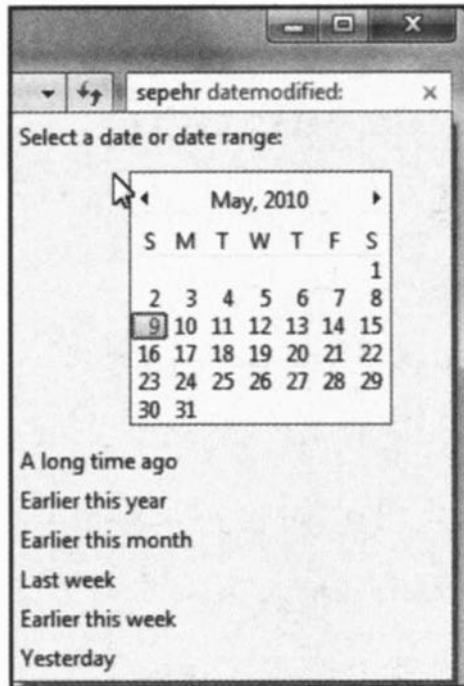 sepehr datemodified:
Select a date or date range:
May, 2010
S M T W T F S
1
2 3 4 5 6 7 8
9 10 11 12 13 14 15
16 17 18 19 20 21 22
23 24 25 26 27 28 29
30 31
A long time ago
Earlier this year
Earlier this month
Last week
Earlier this week
Yesterday